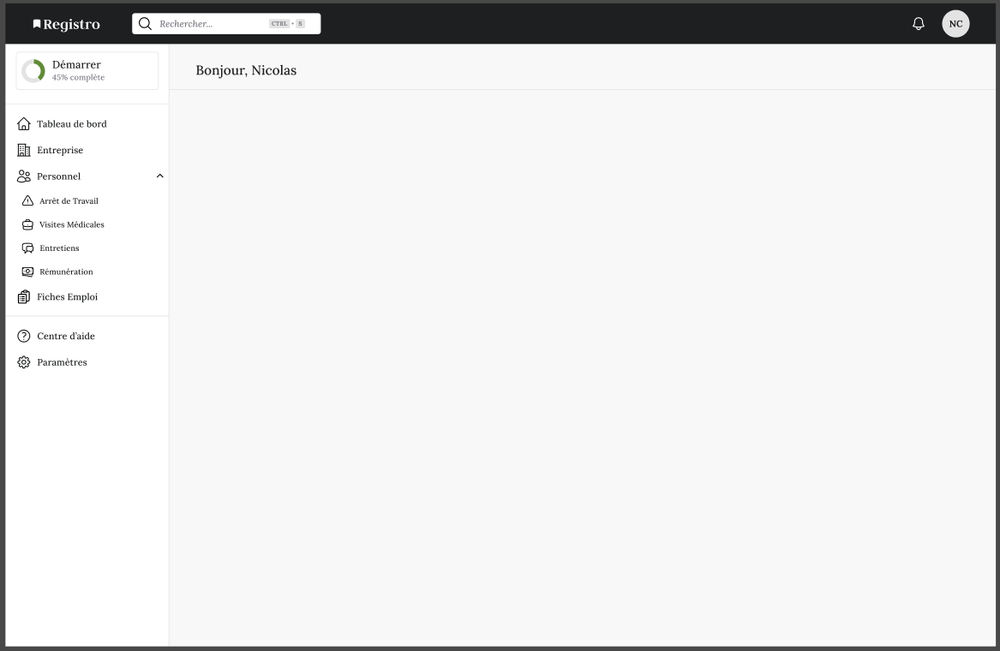 Registro
Rechercher...
CTRL + S
NC
Démarrer
45% complète
Bonjour, Nicolas
Tableau de bord
Entreprise
Personnel
Arrêt de Travail
Visites Médicales
Entretiens
Rémunération
Fiches Emploi
Centre d'aide
Paramètres